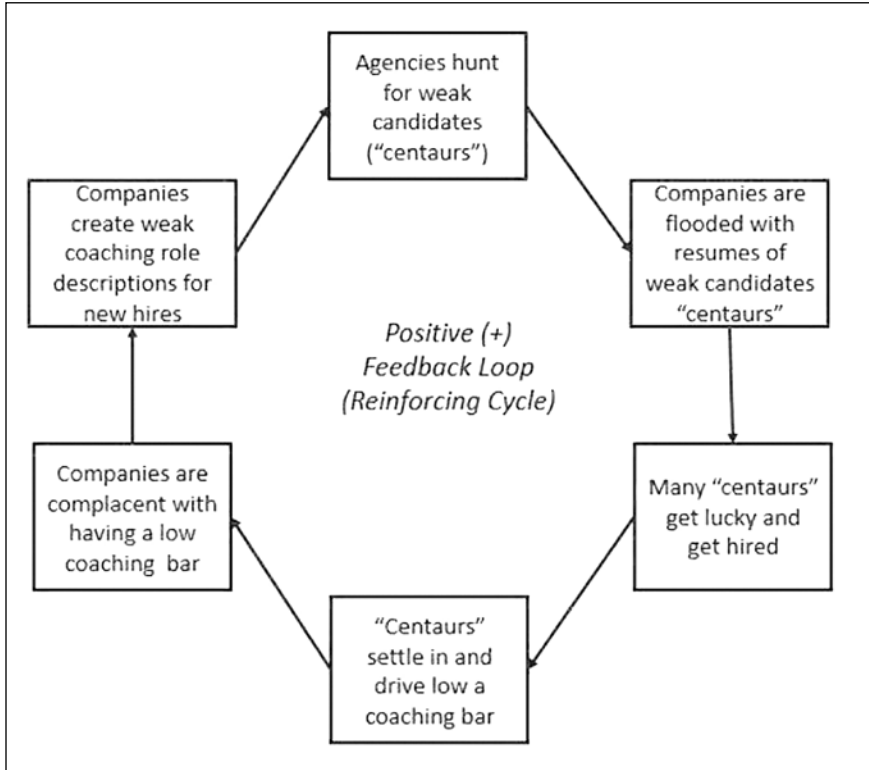 Agencies hunt
for weak
candidates
(“centaurs”)
Companies are
flooded with
resumes of
weak candidates
“centaurs”
Many “centaurs”
get lucky and
get hired
“Centaurs”
settle in and
drive low a
coaching bar
Companies are
complacent with
having a low
coaching bar
Companies
create weak
coaching role
descriptions for
new hires
Positive (+)
Feedback Loop
(Reinforcing Cycle)